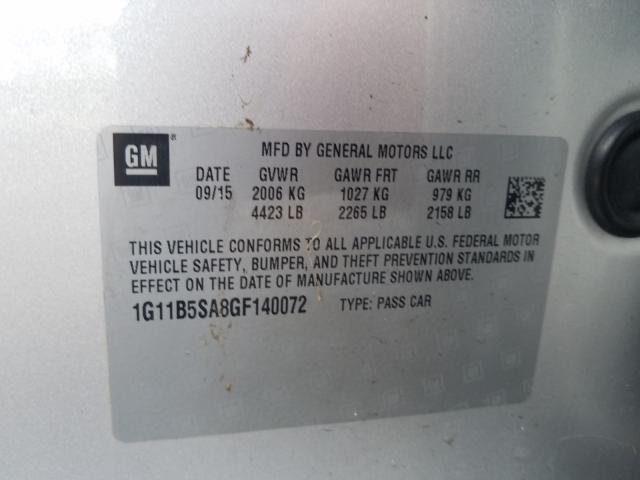 GM®
MFD BY GENERAL MOTORS LLC
DATE GVWR GAWR FRT GAWR RR
09/15 2006 KG 1027 KG 979 KG
4423 LB 2265 LB 2158 LB
THIS VEHICLE CONFORMS TO ALL APPLICABLE U.S. FEDERAL MOTOR
VEHICLE SAFETY, BUMPER, AND THEFT PREVENTION STANDARDS IN
EFFECT ON THE DATE OF MANUFACTURE SHOWN ABOVE.
1G11B5SA8GF140072 TYPE: PASS CAR